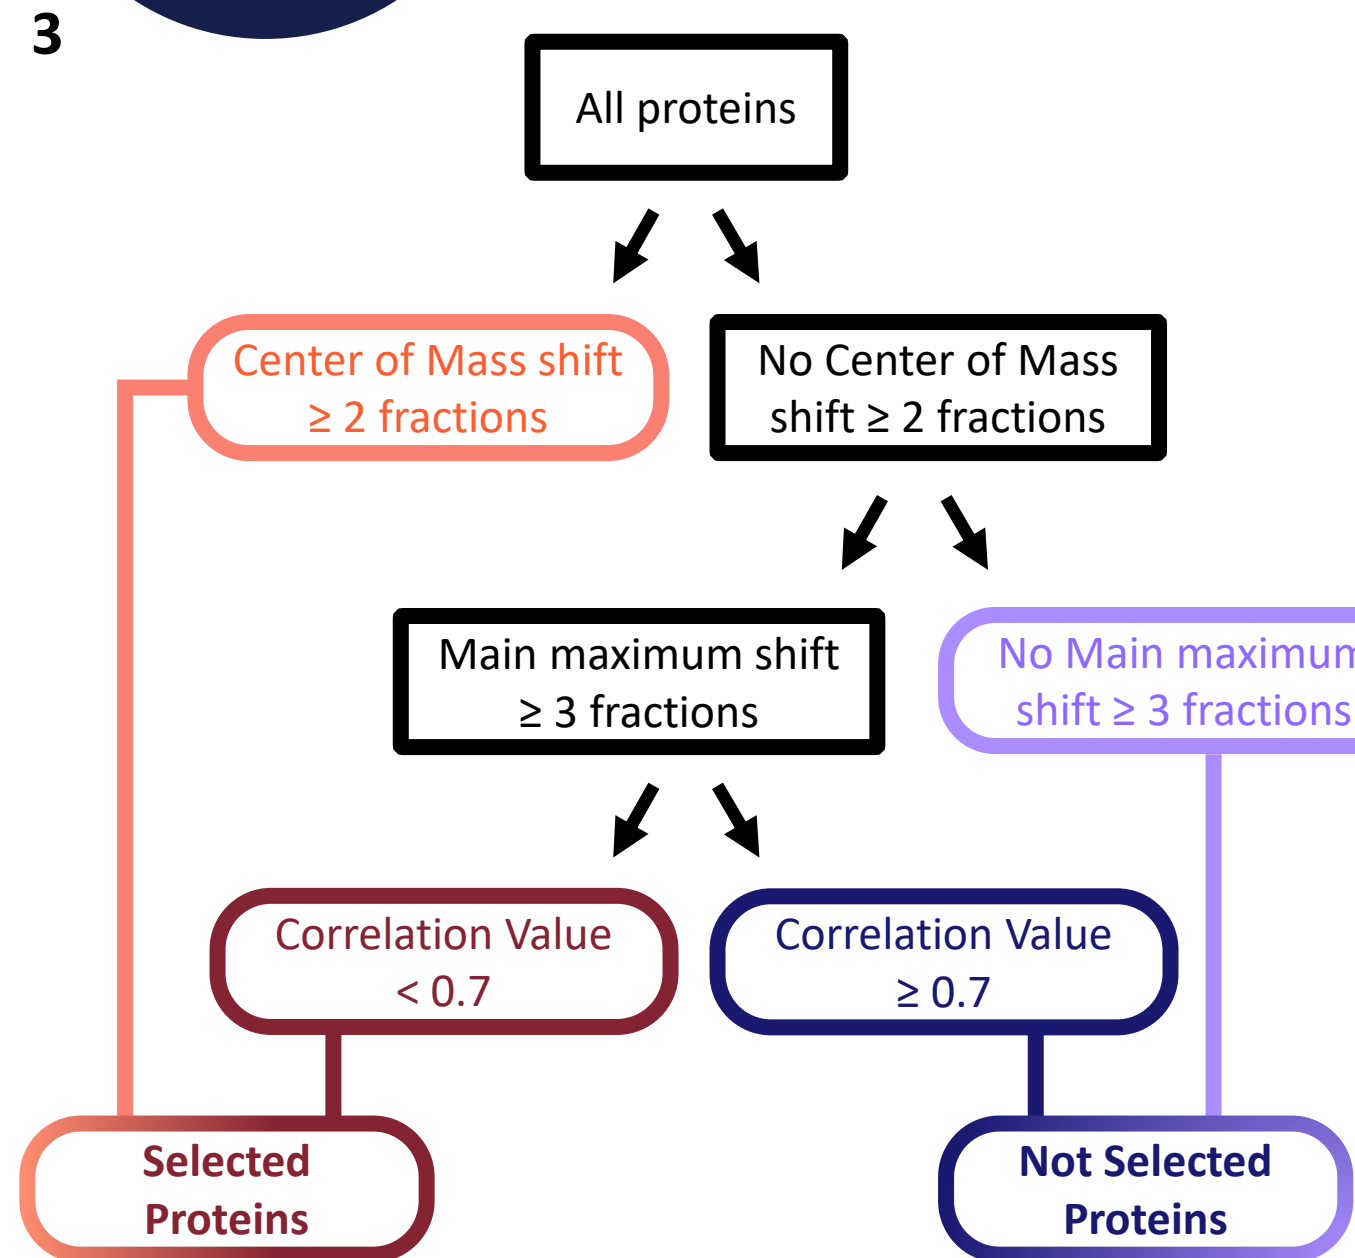 3
All proteins
Center of Mass shift
≥ 2 fractions
No Center of Mass
shift ≥ 2 fractions
Main maximum shift
≥ 3 fractions
No Main maximum
shift ≥ 3 fractions
Correlation Value
< 0.7
Correlation Value
≥ 0.7
Selected
Proteins
Not Selected
Proteins